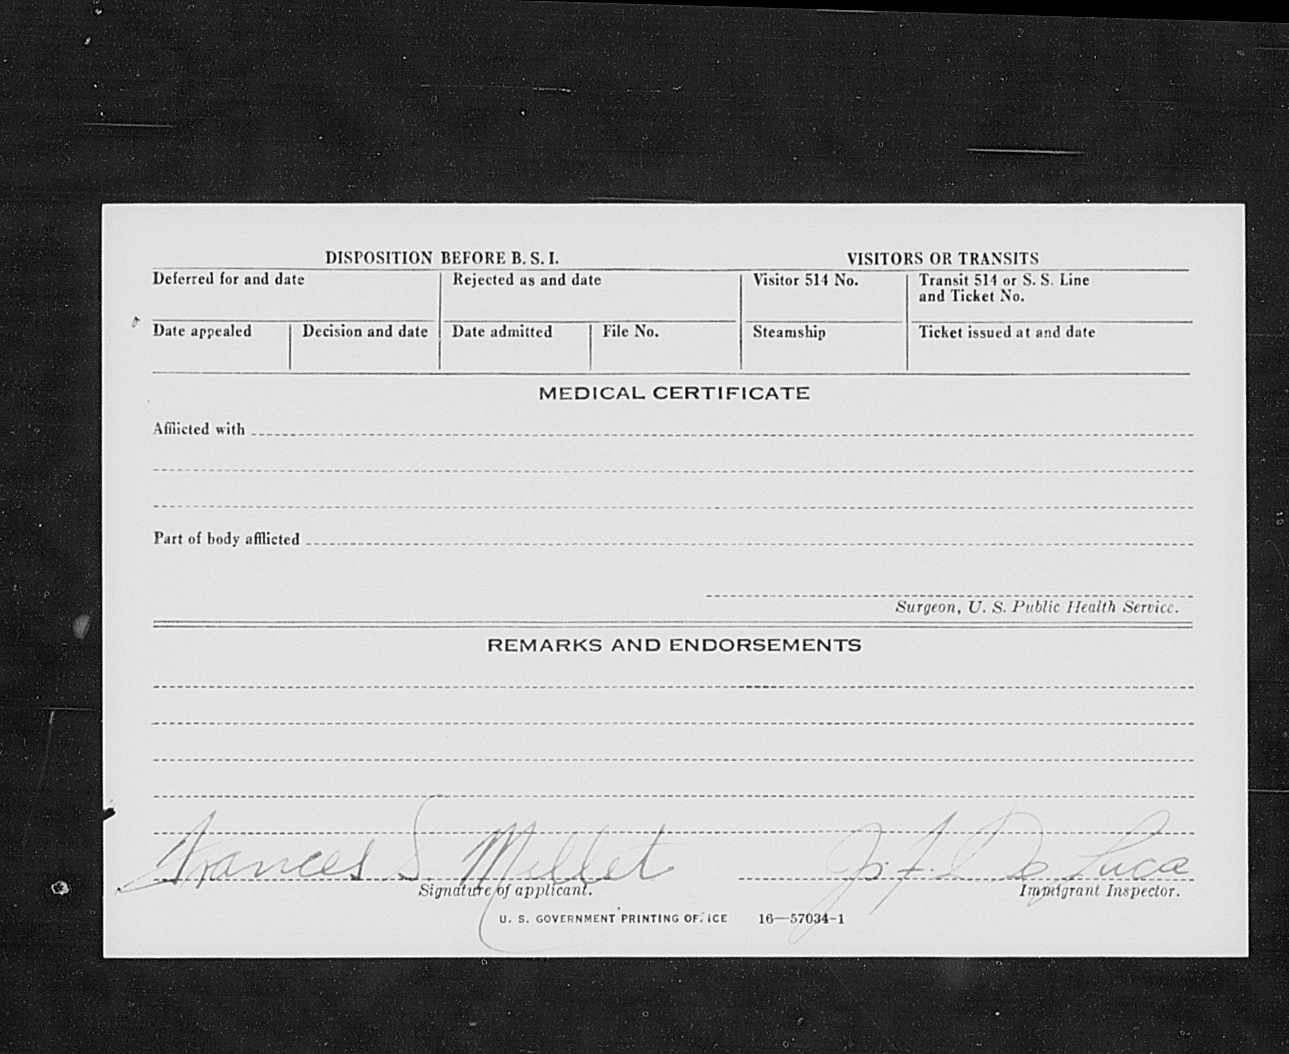 DISPOSITION BEFORE B. S. I.
VISITORS OR TRANSITS
Deferred for and date
Rejected as and date
Visitor 514 No.
Transit 514 or S. S. Line
and Ticket No.
Date appealed
Decision and date
Date admitted
File No.
Steamship
Ticket issued at and date
MEDICAL CERTIFICATE
Afflicted with
Part of body afflicted
Surgeon, U. S. Public Health Service.
REMARKS AND ENDORSEMENTS
Frances S. Millet
J. F. De Luca
Signature of applicant.
Immigrant Inspector.
U. S. GOVERNMENT PRINTING OFFICE 16—57034-1